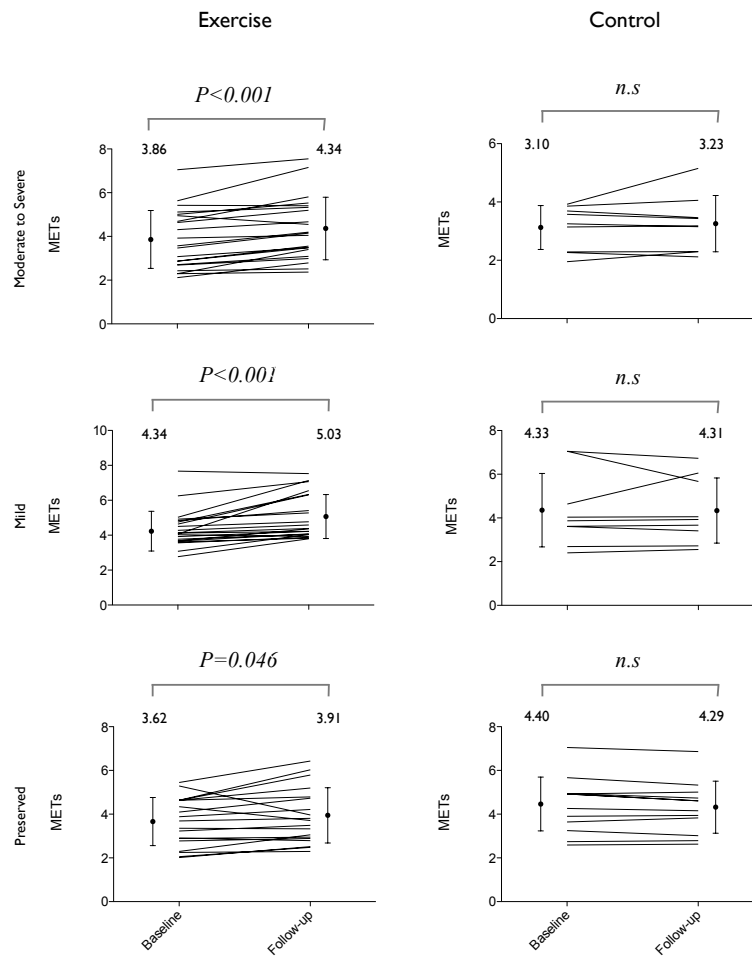 Exercise
Control
P<0.001
n.s
3.86
4.34
3.10
3.23
Moderate to Severe
METs
8
6
4
2
0
METs
6
4
2
0
P<0.001
n.s
4.34
5.03
4.33
4.31
Mild
METs
10
8
6
4
2
0
METs
8
6
4
2
0
P=0.046
n.s
3.62
3.91
4.40
4.29
Preserved
METs
8
6
4
2
0
METs
8
6
4
2
0
Baseline
Follow-up
Baseline
Follow-up